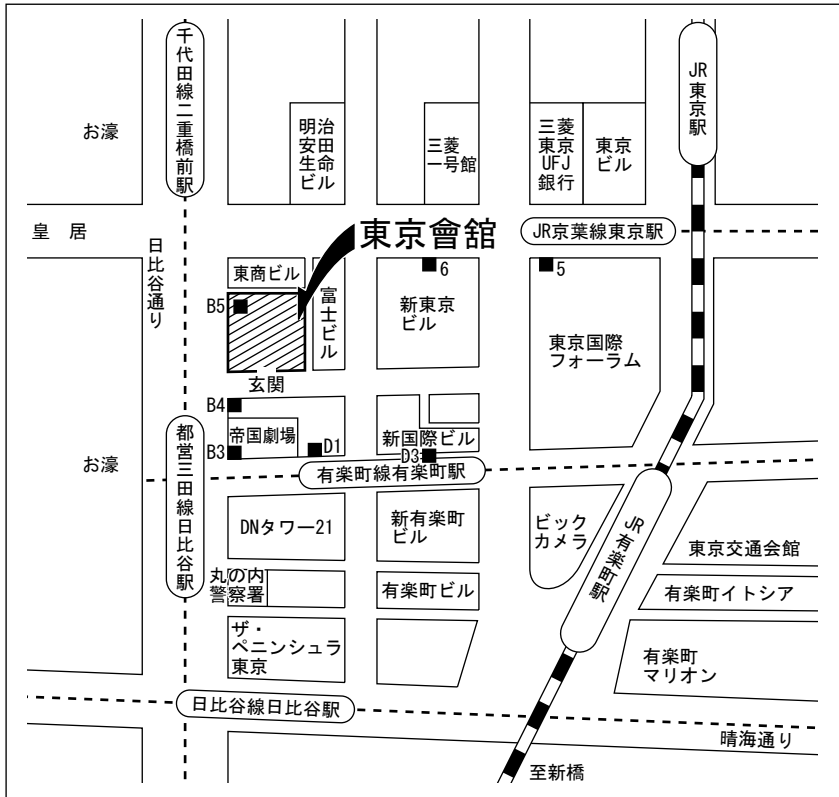 千代田線二重橋前駅
お濠
明治
安田
生命
ビル
三菱
一号館
三菱
東京
UFJ
銀行
東京
ビル
JR東京駅
皇 居
日比谷通り
東京會舘
JR京葉線東京駅
東商ビル
6
5
B5
富士ビル
新東京
ビル
東京国際
フォーラム
玄関
B4
帝国劇場
B3
D1
新国際ビル
D3
お濠
都営三田線日比谷駅
有楽町線有楽町駅
DNタワー21
新有楽町
ビル
ビック
カメラ
JR有楽町駅
東京交通会館
丸の内
警察署
有楽町ビル
有楽町イトシア
ザ・
ペニンシュラ
東京
有楽町
マリオン
日比谷線日比谷駅
晴海通り
至新橋